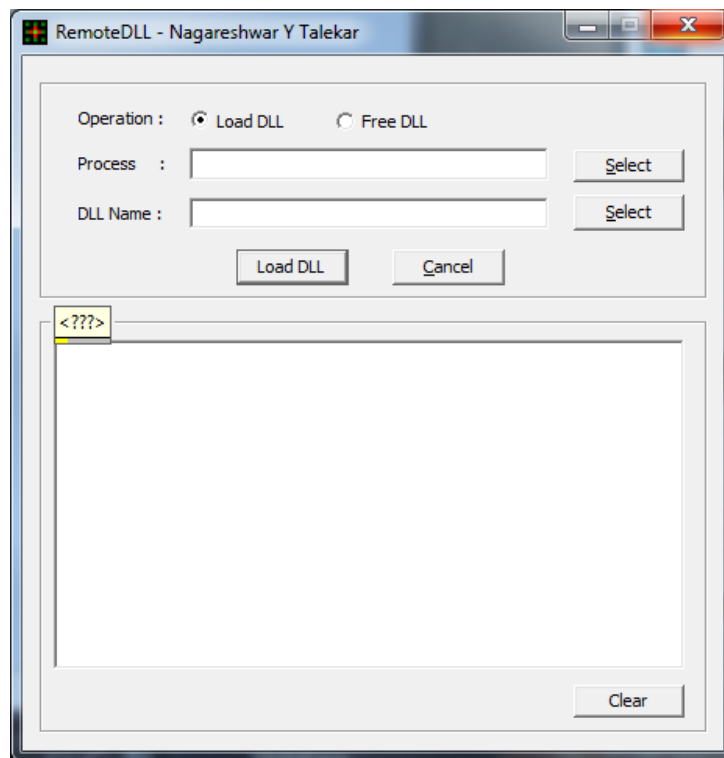 RemoteDLL - Nagareshwar Y Talekar
Operation : Load DLL Free DLL
Process : Select
DLL Name : Select
Load DLL Cancel
<???>
Clear